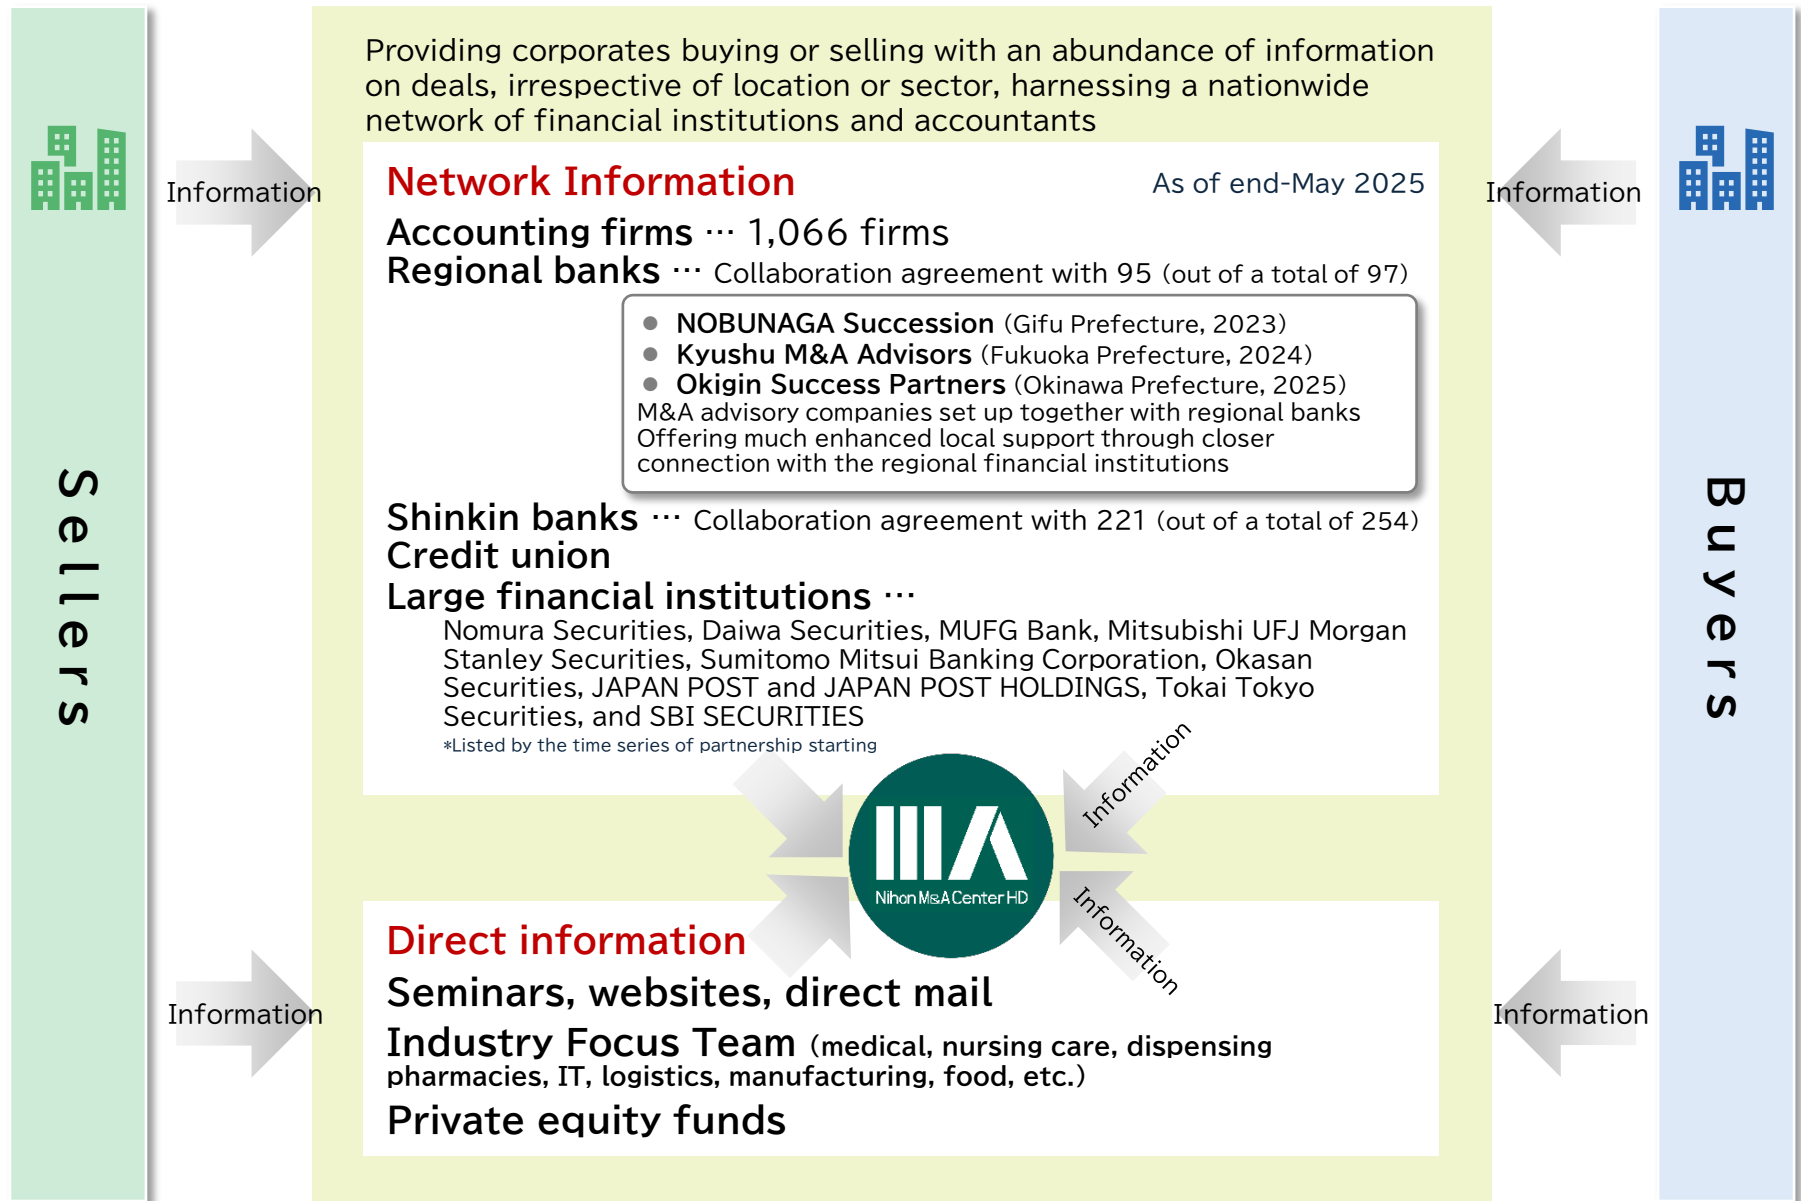 Providing corporates buying or selling with an abundance of information
on deals, irrespective of location or sector, harnessing a nationwide
network of financial institutions and accountants
Sellers
Information
Information
Network Information
As of end-May 2025
Accounting firms … 1,066 firms
Regional banks … Collaboration agreement with 95 (out of a total of 97)
● NOBUNAGA Succession (Gifu Prefecture, 2023)
● Kyushu M&A Advisors (Fukuoka Prefecture, 2024)
● Okigin Success Partners (Okinawa Prefecture, 2025)
M&A advisory companies set up together with regional banks
Offering much enhanced local support through closer
connection with the regional financial institutions
Shinkin banks … Collaboration agreement with 221 (out of a total of 254)
Credit union
Large financial institutions …
Nomura Securities, Daiwa Securities, MUFG Bank, Mitsubishi UFJ Morgan
Stanley Securities, Sumitomo Mitsui Banking Corporation, Okasan
Securities, JAPAN POST and JAPAN POST HOLDINGS, Tokai Tokyo
Securities, and SBI SECURITIES
*Listed by the time series of partnership starting
Information
Nihon M&A Center HD
Information
Direct information
Seminars, websites, direct mail
Industry Focus Team (medical, nursing care, dispensing
pharmacies, IT, logistics, manufacturing, food, etc.)
Private equity funds
Information
Information
Buyers